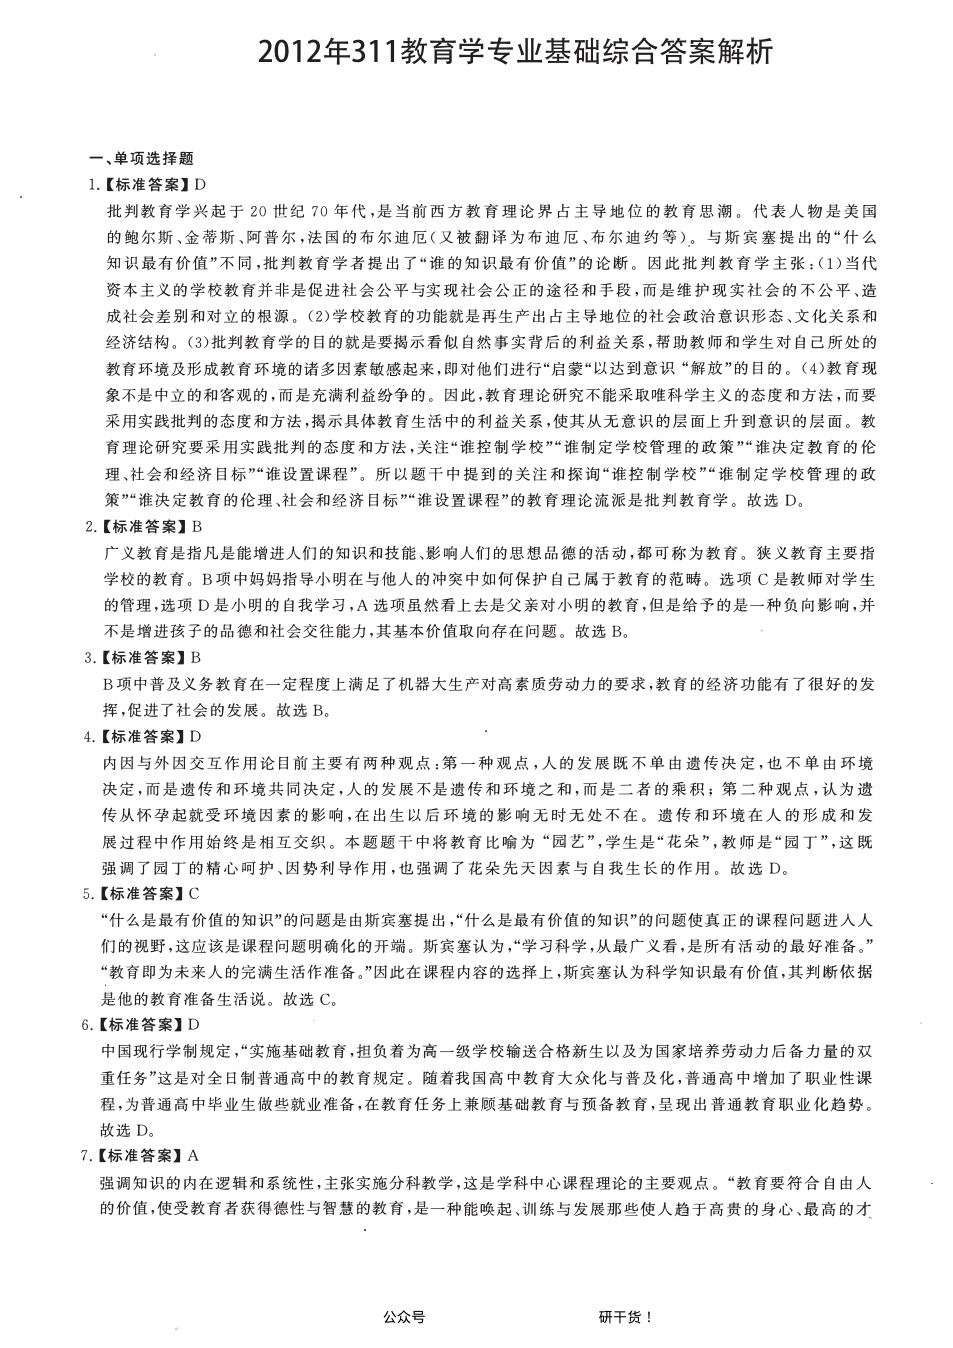 2012年311教育学专业基础综合答案解析
一、单项选择题
1.【标准答案】D
批判教育学兴起于 20 世纪 70 年代,是当前西方教育理论界占主导地位的教育思潮。代表人物是美国
的鲍尔斯、金蒂斯、阿普尔,法国的布尔迪厄(又被翻译为布迪厄、布尔迪约等)。与斯宾塞提出的“什么
知识最有价值”不同,批判教育学者提出了“谁的知识最有价值”的论断。因此批判教育学主张:(1)当代
资本主义的学校教育并非是促进社会公平与实现社会公正的途径和手段,而是维护现实社会的不公平、造
成社会差别和对立的根源。(2)学校教育的功能就是再生产出占主导地位的社会政治意识形态、文化关系和
经济结构。(3)批判教育学的目的就是要揭示看似自然事实背后的利益关系,帮助教师和学生对自己所处的
教育环境及形成教育环境的诸多因素敏感起来,即对他们进行“启蒙“以达到意识“解放”的目的。(4)教育现
象不是中立的和客观的,而是充满利益纷争的。因此,教育理论研究不能采取唯科学主义的态度和方法,而要
采用实践批判的态度和方法,揭示具体教育生活中的利益关系,使其从无意识的层面上升到意识的层面。教
育理论研究要采用实践批判的态度和方法,关注“谁控制学校”“谁制定学校管理的政策”“谁决定教育的伦
理、社会和经济目标”“谁设置课程”。所以题干中提到的关注和探询“谁控制学校”“谁制定学校管理的政
策”“谁决定教育的伦理、社会和经济目标”“谁设置课程”的教育理论流派是批判教育学。故选 D。
2.【标准答案】B
广义教育是指凡是能增进人们的知识和技能、影响人们的思想品德的活动,都可称为教育。狭义教育主要指
学校的教育。B项中妈妈指导小明在与他人的冲突中如何保护自己属于教育的范畴。选项 C 是教师对学生
的管理,选项 D 是小明的自我学习,A 选项虽然看上去是父亲对小明的教育,但是给予的是一种负向影响,并
不是增进孩子的品德和社会交往能力,其基本价值取向存在问题。故选 B。
3.【标准答案】B
B项中普及义务教育在一定程度上满足了机器大生产对高素质劳动力的要求,教育的经济功能有了很好的发
挥,促进了社会的发展。故选 B。
4.【标准答案】D
内因与外因交互作用论目前主要有两种观点:第一种观点,人的发展既不单由遗传决定,也不单由环境
决定,而是遗传和环境共同决定,人的发展不是遗传和环境之和,而是二者的乘积;第二种观点,认为遗
传从怀孕起就受环境因素的影响,在出生以后环境的影响无时无处不在。遗传和环境在人的形成和发
展过程中作用始终是相互交织。本题题干中将教育比喻为“园艺”,学生是“花朵”,教师是“园丁”,这既
强调了园丁的精心呵护、因势利导作用,也强调了花朵先天因素与自我生长的作用。故选 D。
5.【标准答案】C
“什么是最有价值的知识”的问题是由斯宾塞提出,“什么是最有价值的知识”的问题使真正的课程问题进入人
们的视野,这应该是课程问题明确化的开端。斯宾塞认为,“学习科学,从最广义看,是所有活动的最好准备。”
“教育即为未来人的完满生活作准备。”因此在课程内容的选择上,斯宾塞认为科学知识最有价值,其判断依据
是他的教育准备生活说。故选 C。
6.【标准答案】D
中国现行学制规定,“实施基础教育,担负着为高一级学校输送合格新生以及为国家培养劳动力后备力量的双
重任务”这是对全日制普通高中的教育规定。随着我国高中教育大众化与普及化,普通高中增加了职业性课
程,为普通高中毕业生做些就业准备,在教育任务上兼顾基础教育与预备教育,呈现出普通教育职业化趋势。
故选 D。
7.【标准答案】A
强调知识的内在逻辑和系统性,主张实施分科教学,这是学科中心课程理论的主要观点。“教育要符合自由人
的价值,使受教育者获得德性与智慧的教育,是一种能唤起、训练与发展那些使人趋于高贵的身心、最高的才
公众号 研干货!